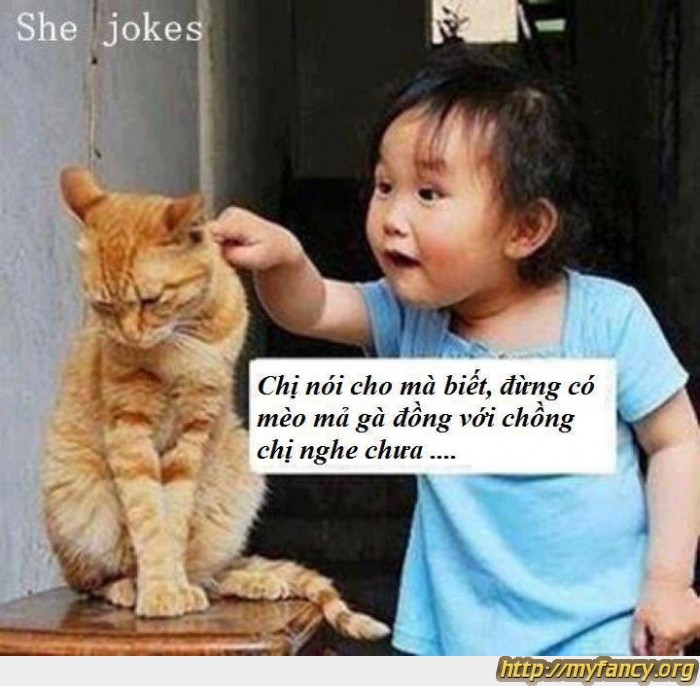 She jokes
Chị nói cho mà biết, đừng có
mèo mả gà đồng với chồng
chị nghe chưa ....
http://myfancy.org